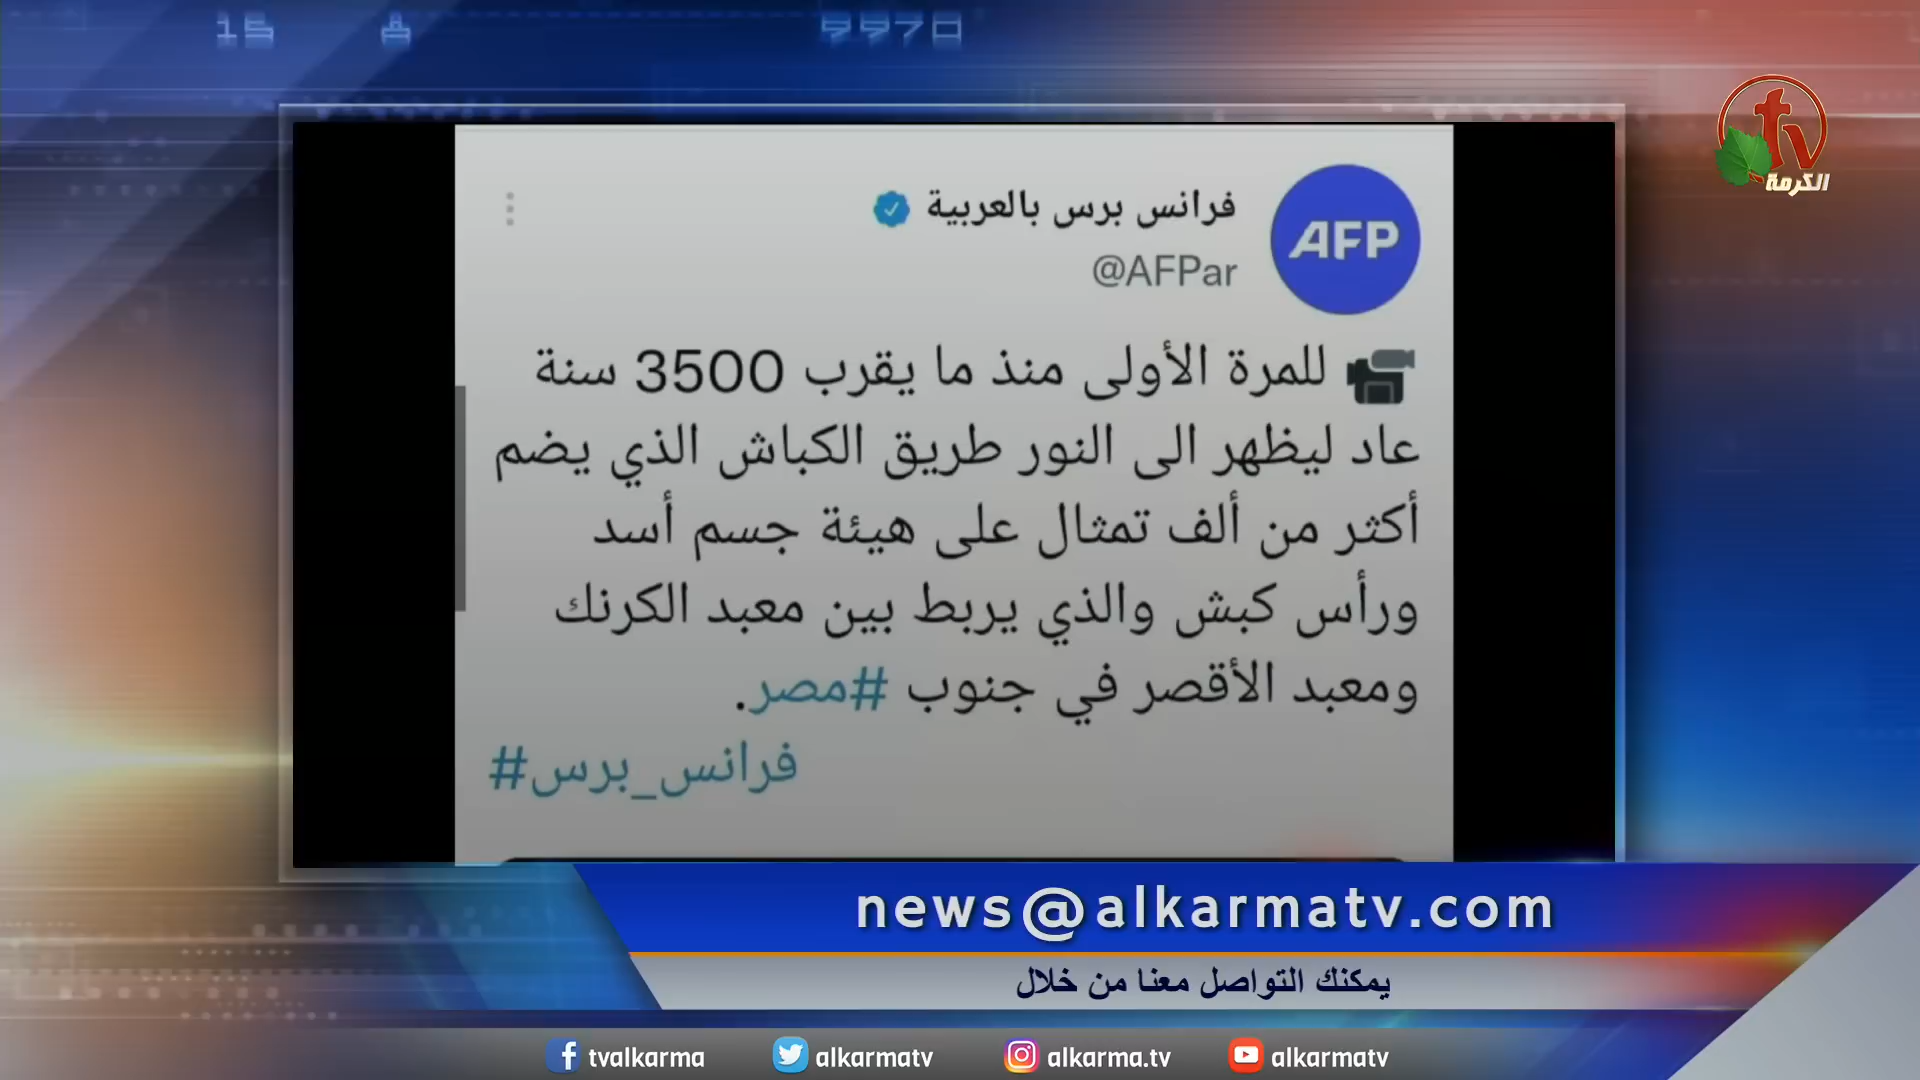 15 A 9970
tv
الكرمة
فرانس برس بالعربية
@AFPar
AFP
للمرة الأولى منذ ما يقرب 3500 سنة
عاد ليظهر الى النور طريق الكباش الذي يضم
أكثر من ألف تمثال على هيئة جسم أسد
ورأس كبش والذي يربط بين معبد الكرنك
ومعبد الأقصر في جنوب #مصر.
#فرانس_برس
news@alkarmatv.com
يمكنك التواصل معنا من خلال
tvalkarma alkarmatv alkarma.tv alkarmatv